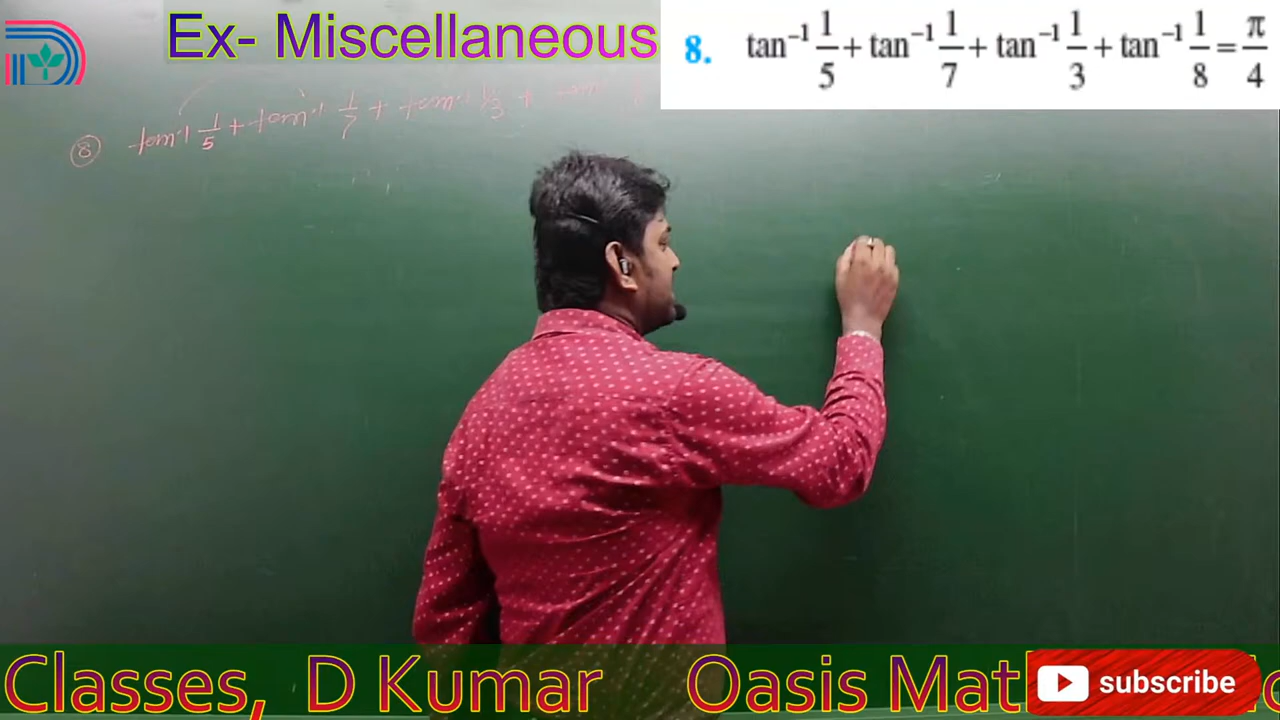 Ex- Miscellaneous
8. tan⁻¹ 1/5 + tan⁻¹ 1/7 + tan⁻¹ 1/3 + tan⁻¹ 1/8 = π/4
⑧ tan⁻¹ 1/5 + tan⁻¹ 1/7 + tan⁻¹ 1/3 +
Classes, D Kumar Oasis Mat
subscribe